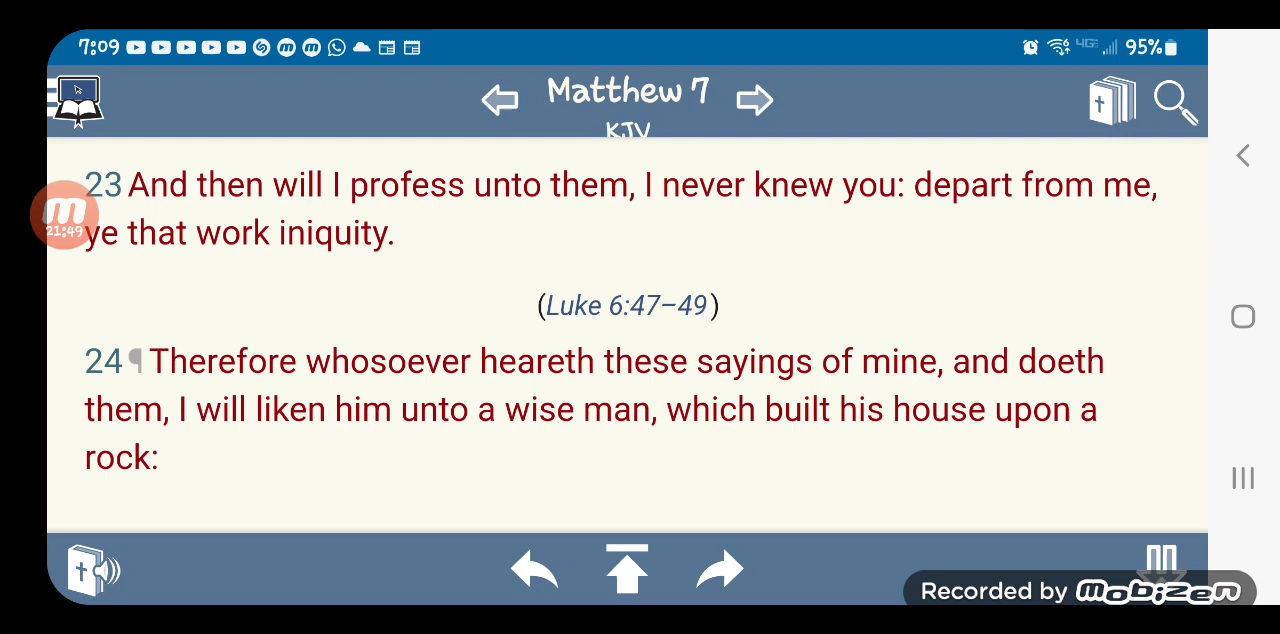 7:09 4GE 95%
Matthew 7
KJV
23 And then will I profess unto them, I never knew you: depart from me,
21:49
ye that work iniquity.
(Luke 6:47–49)
24 ¶ Therefore whosoever heareth these sayings of mine, and doeth
them, I will liken him unto a wise man, which built his house upon a
rock:
Recorded by mobizen